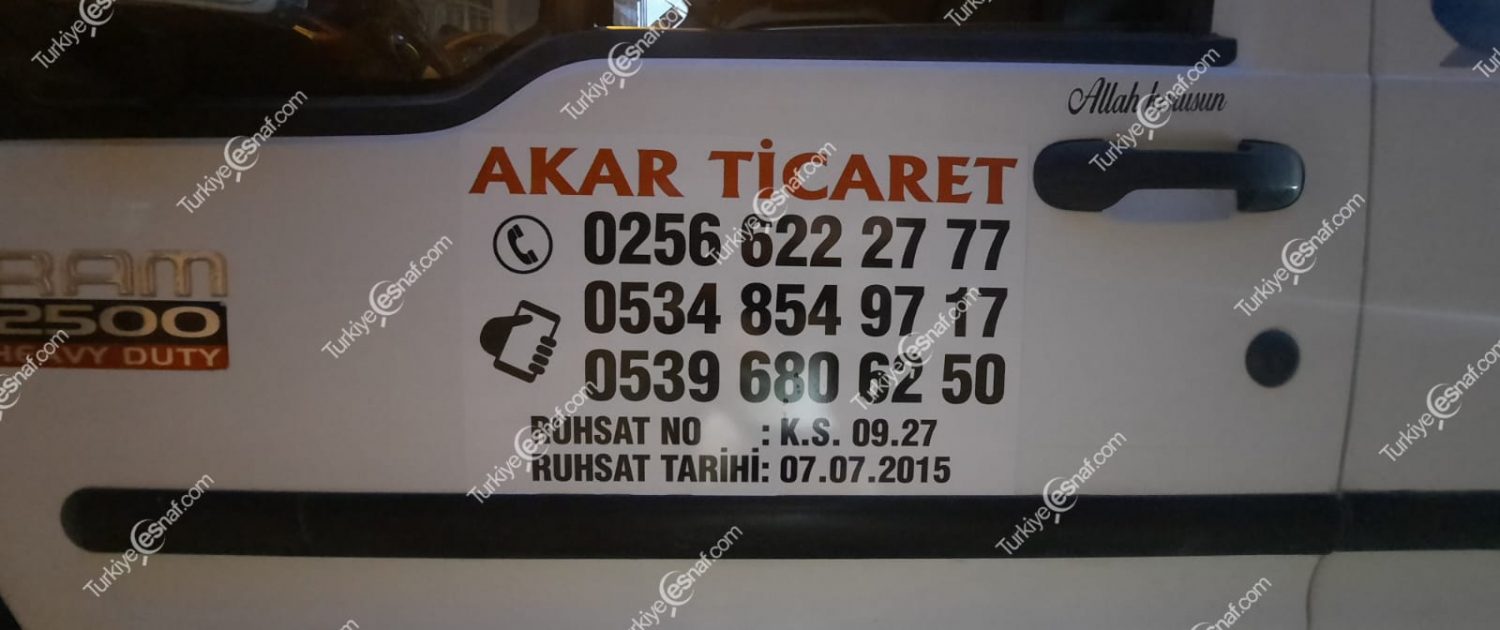 Allah korusun
AKAR TİCARET
0256 622 27 77
0534 854 97 17
0539 680 62 50
RAM
2500
HEAVY DUTY
RUHSAT NO : K.S. 09.27
RUHSAT TARİHİ: 07.07.2015
Turkiyeesnaf.com